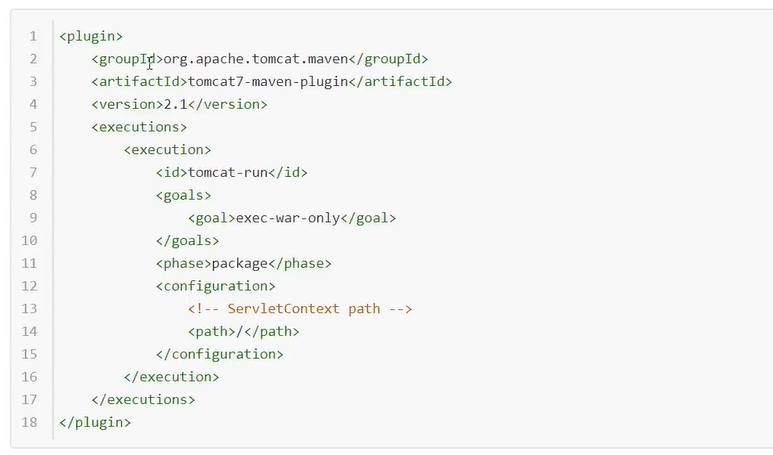 1 <plugin>
2     <groupId>org.apache.tomcat.maven</groupId>
3     <artifactId>tomcat7-maven-plugin</artifactId>
4     <version>2.1</version>
5     <executions>
6         <execution>
7             <id>tomcat-run</id>
8             <goals>
9                 <goal>exec-war-only</goal>
10             </goals>
11             <phase>package</phase>
12             <configuration>
13                 <!-- ServletContext path -->
14                 <path>/</path>
15             </configuration>
16         </execution>
17     </executions>
18 </plugin>